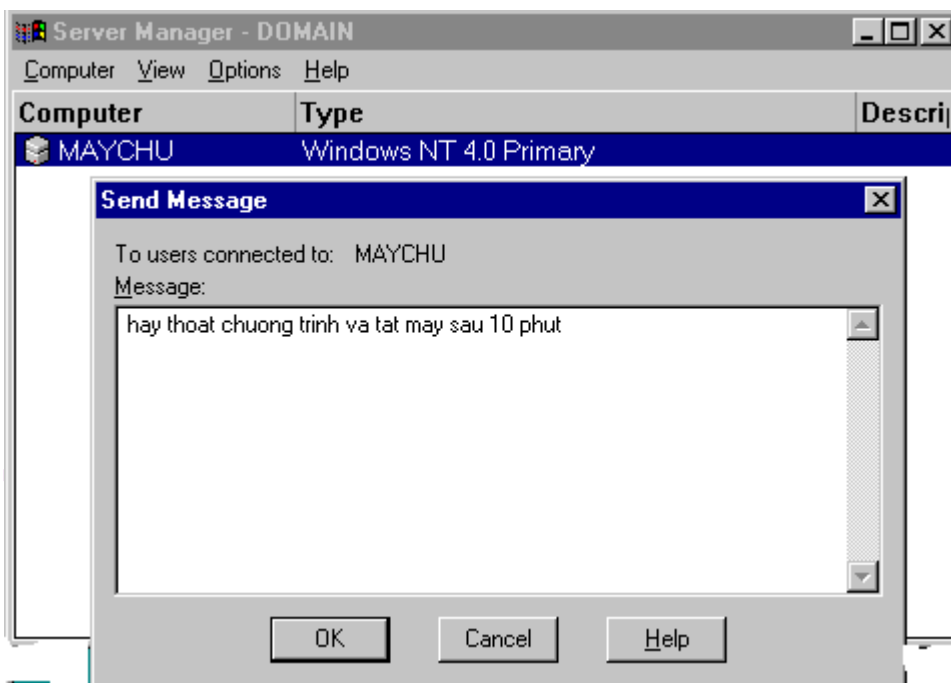 Server Manager - DOMAIN
Computer View Options Help
Computer Type Descri
MAYCHU Windows NT 4.0 Primary
Send Message
To users connected to: MAYCHU
Message:
hay thoat chuong trinh va tat may sau 10 phut
OK Cancel Help